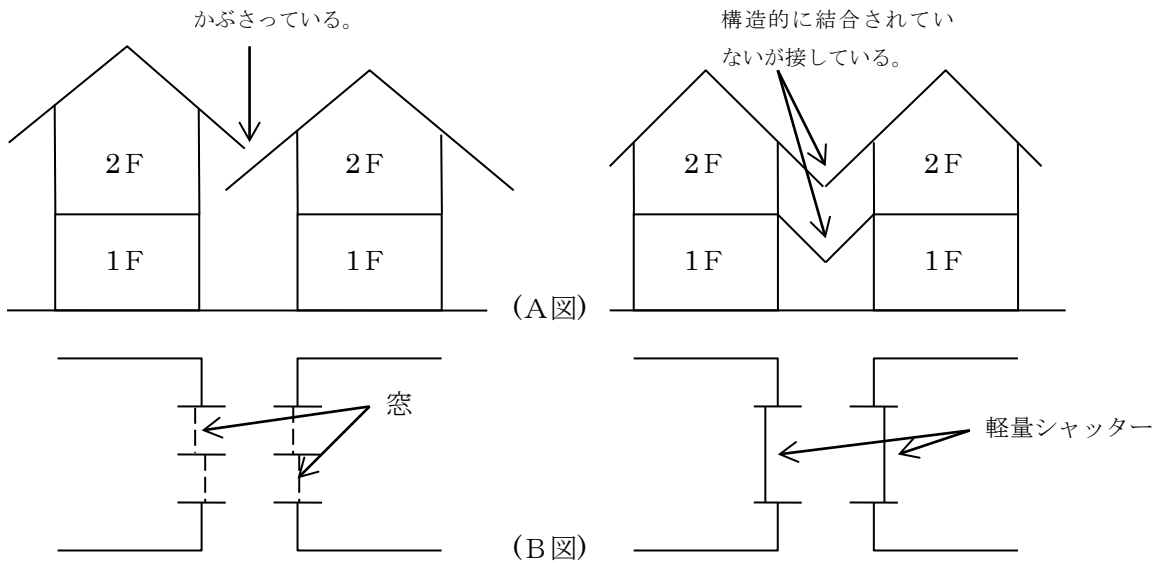 かぶさっている。
構造的に結合されてい
ないが接している。
2F
2F
2F
2F
1F
1F
1F
1F
(A図)
窓
軽量シャッター
(B図)